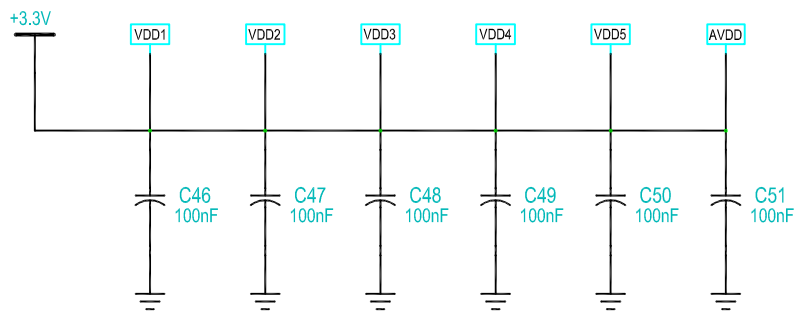 +3.3V
VDD1
VDD2
VDD3
VDD4
VDD5
AVDD
C46
100nF
C47
100nF
C48
100nF
C49
100nF
C50
100nF
C51
100nF